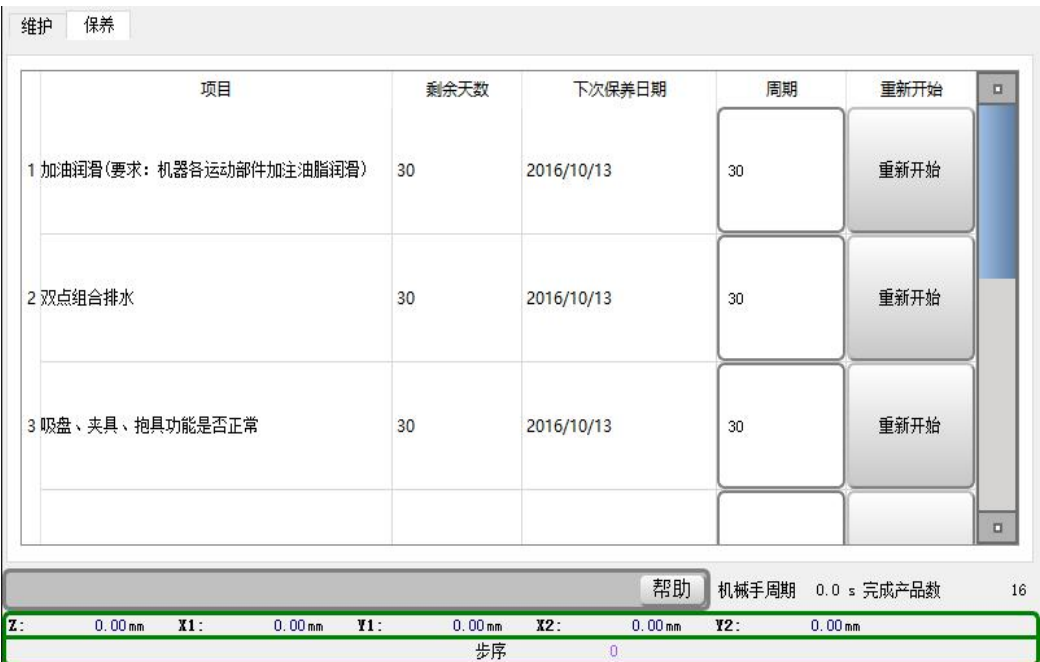 维护 保养
项目 剩余天数 下次保养日期 周期 重新开始
1 加油润滑(要求：机器各运动部件加注油脂润滑) 30 2016/10/13 30 重新开始
2 双点组合排水 30 2016/10/13 30 重新开始
3 吸盘、夹具、抱具功能是否正常 30 2016/10/13 30 重新开始
帮助 机械手周期 0.0 s 完成产品数 16
Z: 0.00mm X1: 0.00mm Y1: 0.00mm X2: 0.00mm Y2: 0.00mm
步序 0